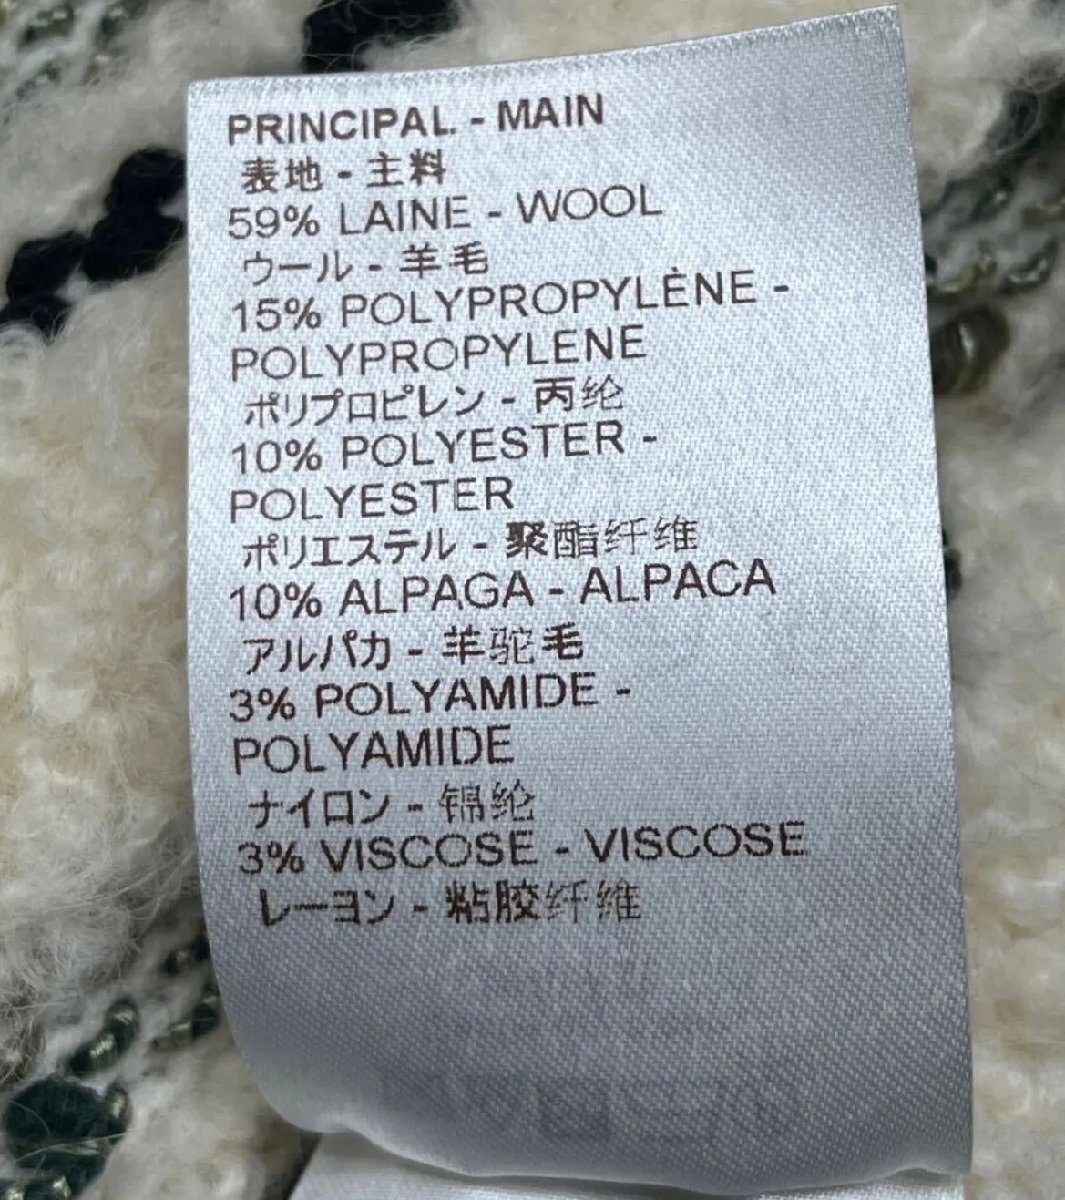 PRINCIPAL - MAIN
表地 - 主料
59% LAINE - WOOL
ウール - 羊毛
15% POLYPROPYLÈNE -
POLYPROPYLENE
ポリプロピレン - 丙纶
10% POLYESTER -
POLYESTER
ポリエステル - 聚酯纤维
10% ALPAGA - ALPACA
アルパカ - 羊驼毛
3% POLYAMIDE -
POLYAMIDE
ナイロン - 锦纶
3% VISCOSE - VISCOSE
レーヨン - 粘胶纤维